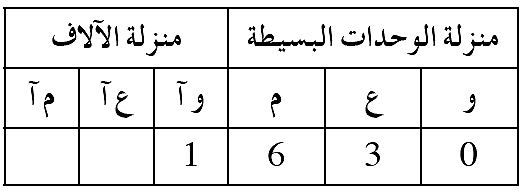 منزلة الوحدات البسيطة منزلة الآلاف
و ع م و آ ع آ م آ
0 3 6 1